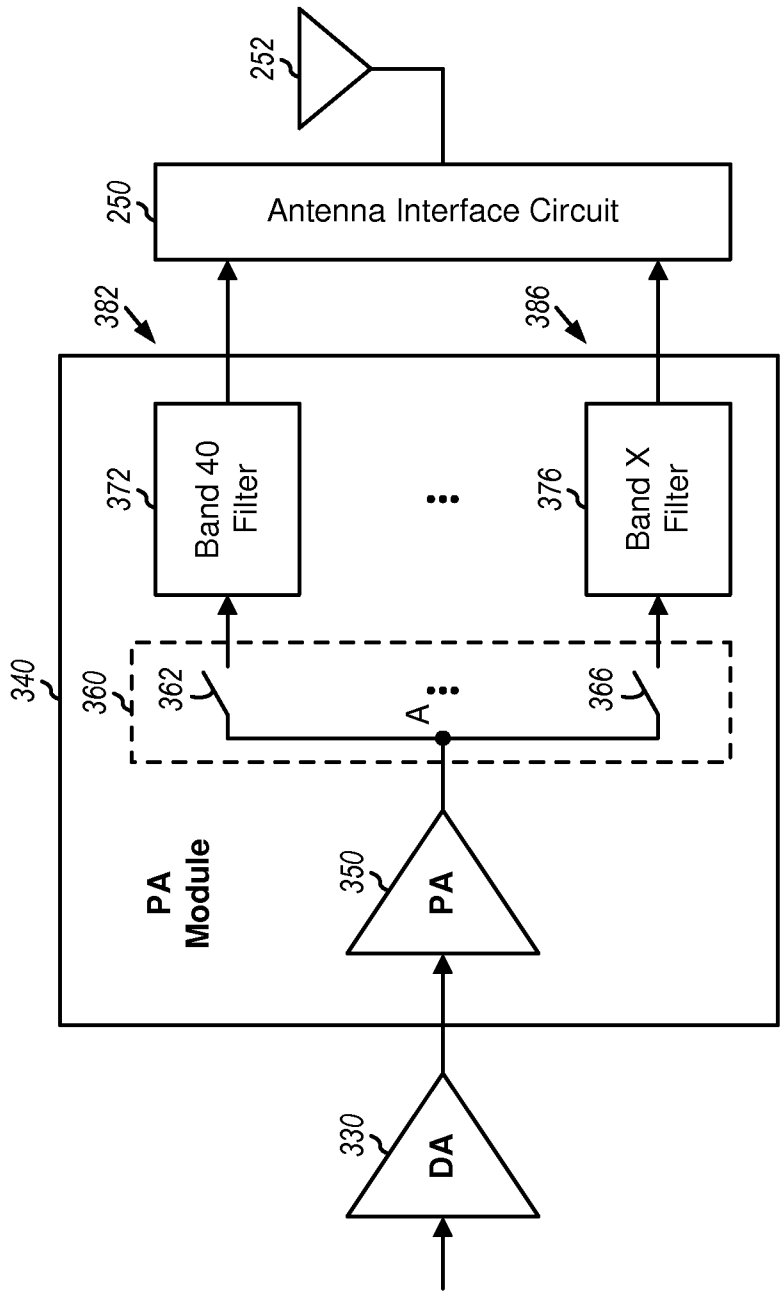 340
360
382
250
252
PA
Module
362
372
Band 40
Filter
Antenna Interface Circuit
330
DA
350
PA
A
...
...
366
376
Band X
Filter
386